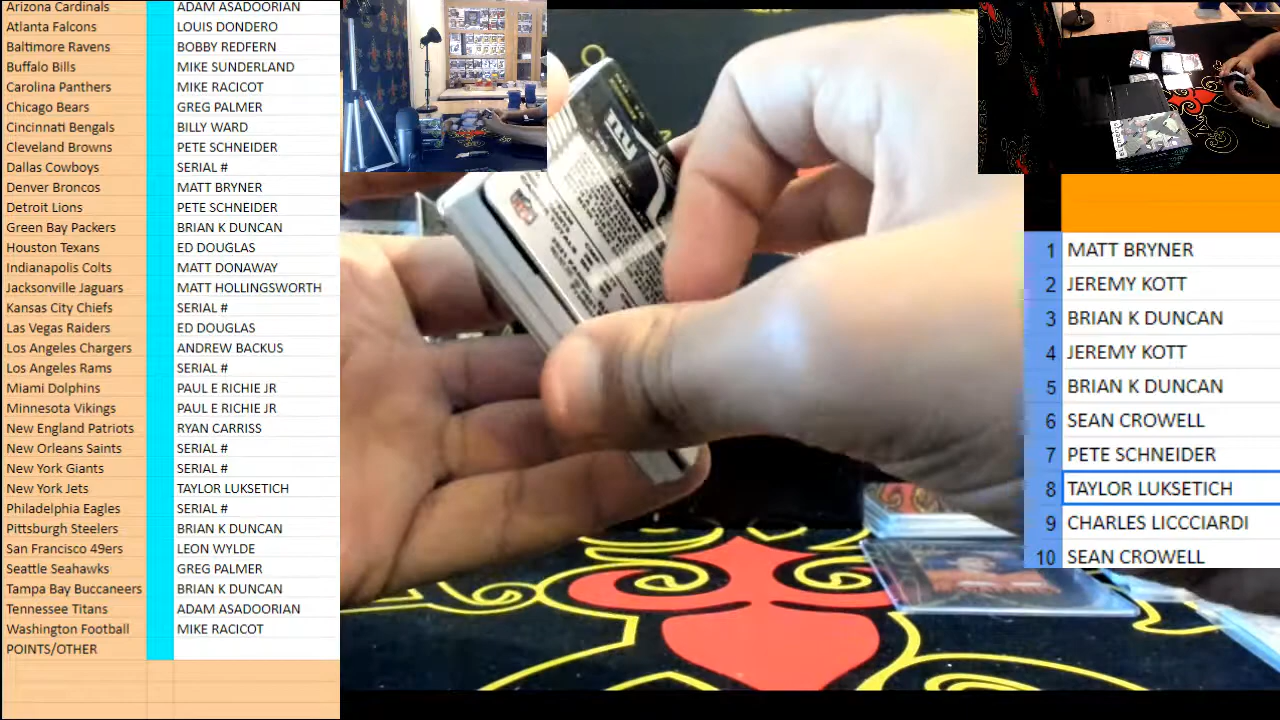 Arizona Cardinals ADAM ASADOORIAN
Atlanta Falcons LOUIS DONDERO
Baltimore Ravens BOBBY REDFERN
Buffalo Bills MIKE SUNDERLAND
Carolina Panthers MIKE RACICOT
Chicago Bears GREG PALMER
Cincinnati Bengals BILLY WARD
Cleveland Browns PETE SCHNEIDER
Dallas Cowboys SERIAL #
Denver Broncos MATT BRYNER
Detroit Lions PETE SCHNEIDER
Green Bay Packers BRIAN K DUNCAN
Houston Texans ED DOUGLAS
Indianapolis Colts MATT DONAWAY
Jacksonville Jaguars MATT HOLLINGSWORTH
Kansas City Chiefs SERIAL #
Las Vegas Raiders ED DOUGLAS
Los Angeles Chargers ANDREW BACKUS
Los Angeles Rams SERIAL #
Miami Dolphins PAUL E RICHIE JR
Minnesota Vikings PAUL E RICHIE JR
New England Patriots RYAN CARRISS
New Orleans Saints SERIAL #
New York Giants SERIAL #
New York Jets TAYLOR LUKSETICH
Philadelphia Eagles SERIAL #
Pittsburgh Steelers BRIAN K DUNCAN
San Francisco 49ers LEON WYLDE
Seattle Seahawks GREG PALMER
Tampa Bay Buccaneers BRIAN K DUNCAN
Tennessee Titans ADAM ASADOORIAN
Washington Football MIKE RACICOT
POINTS/OTHER
1 MATT BRYNER
2 JEREMY KOTT
3 BRIAN K DUNCAN
4 JEREMY KOTT
5 BRIAN K DUNCAN
6 SEAN CROWELL
7 PETE SCHNEIDER
8 TAYLOR LUKSETICH
9 CHARLES LICCCIARDI
10 SEAN CROWELL